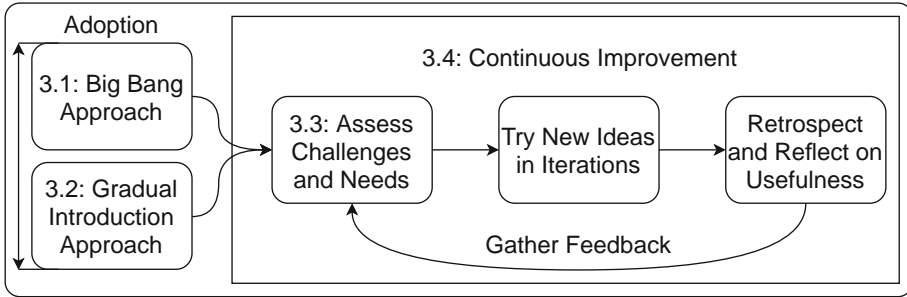 Adoption
3.1: Big Bang
Approach
3.2: Gradual
Introduction
Approach
3.4: Continuous Improvement
3.3: Assess
Challenges
and Needs
Try New Ideas
in Iterations
Retrospect
and Reflect on
Usefulness
Gather Feedback